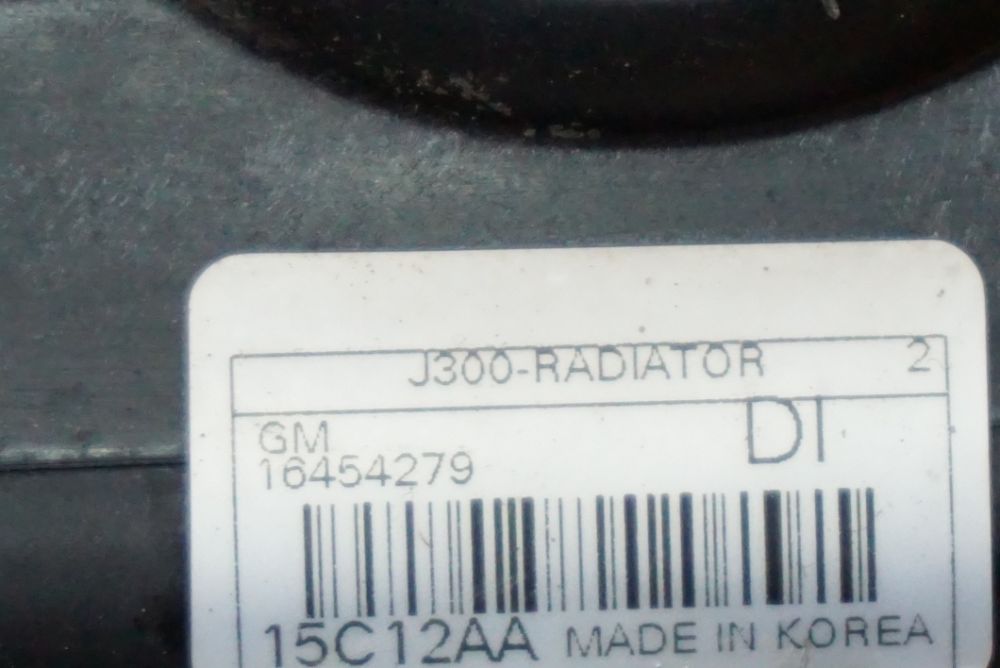 J300-RADIATOR 2
GM DI
16454279
15C12AA MADE IN KOREA